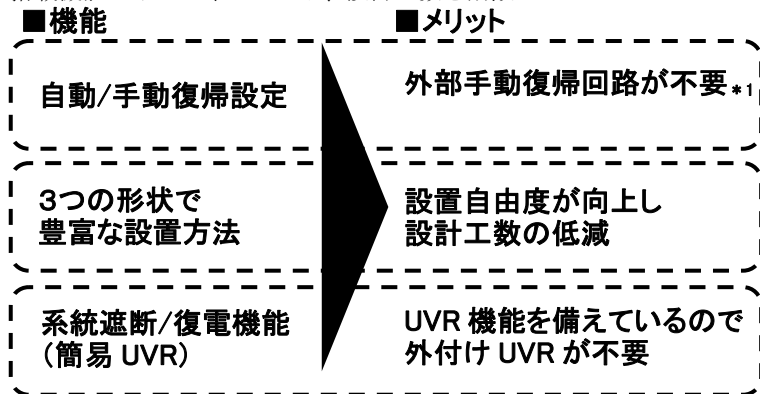 ■機能
■メリット
自動/手動復帰設定
外部手動復帰回路が不要*1
3つの形状で
豊富な設置方法
設置自由度が向上し
設計工数の低減
系統遮断/復電機能
(簡易 UVR)
UVR 機能を備えているので
外付け UVR が不要